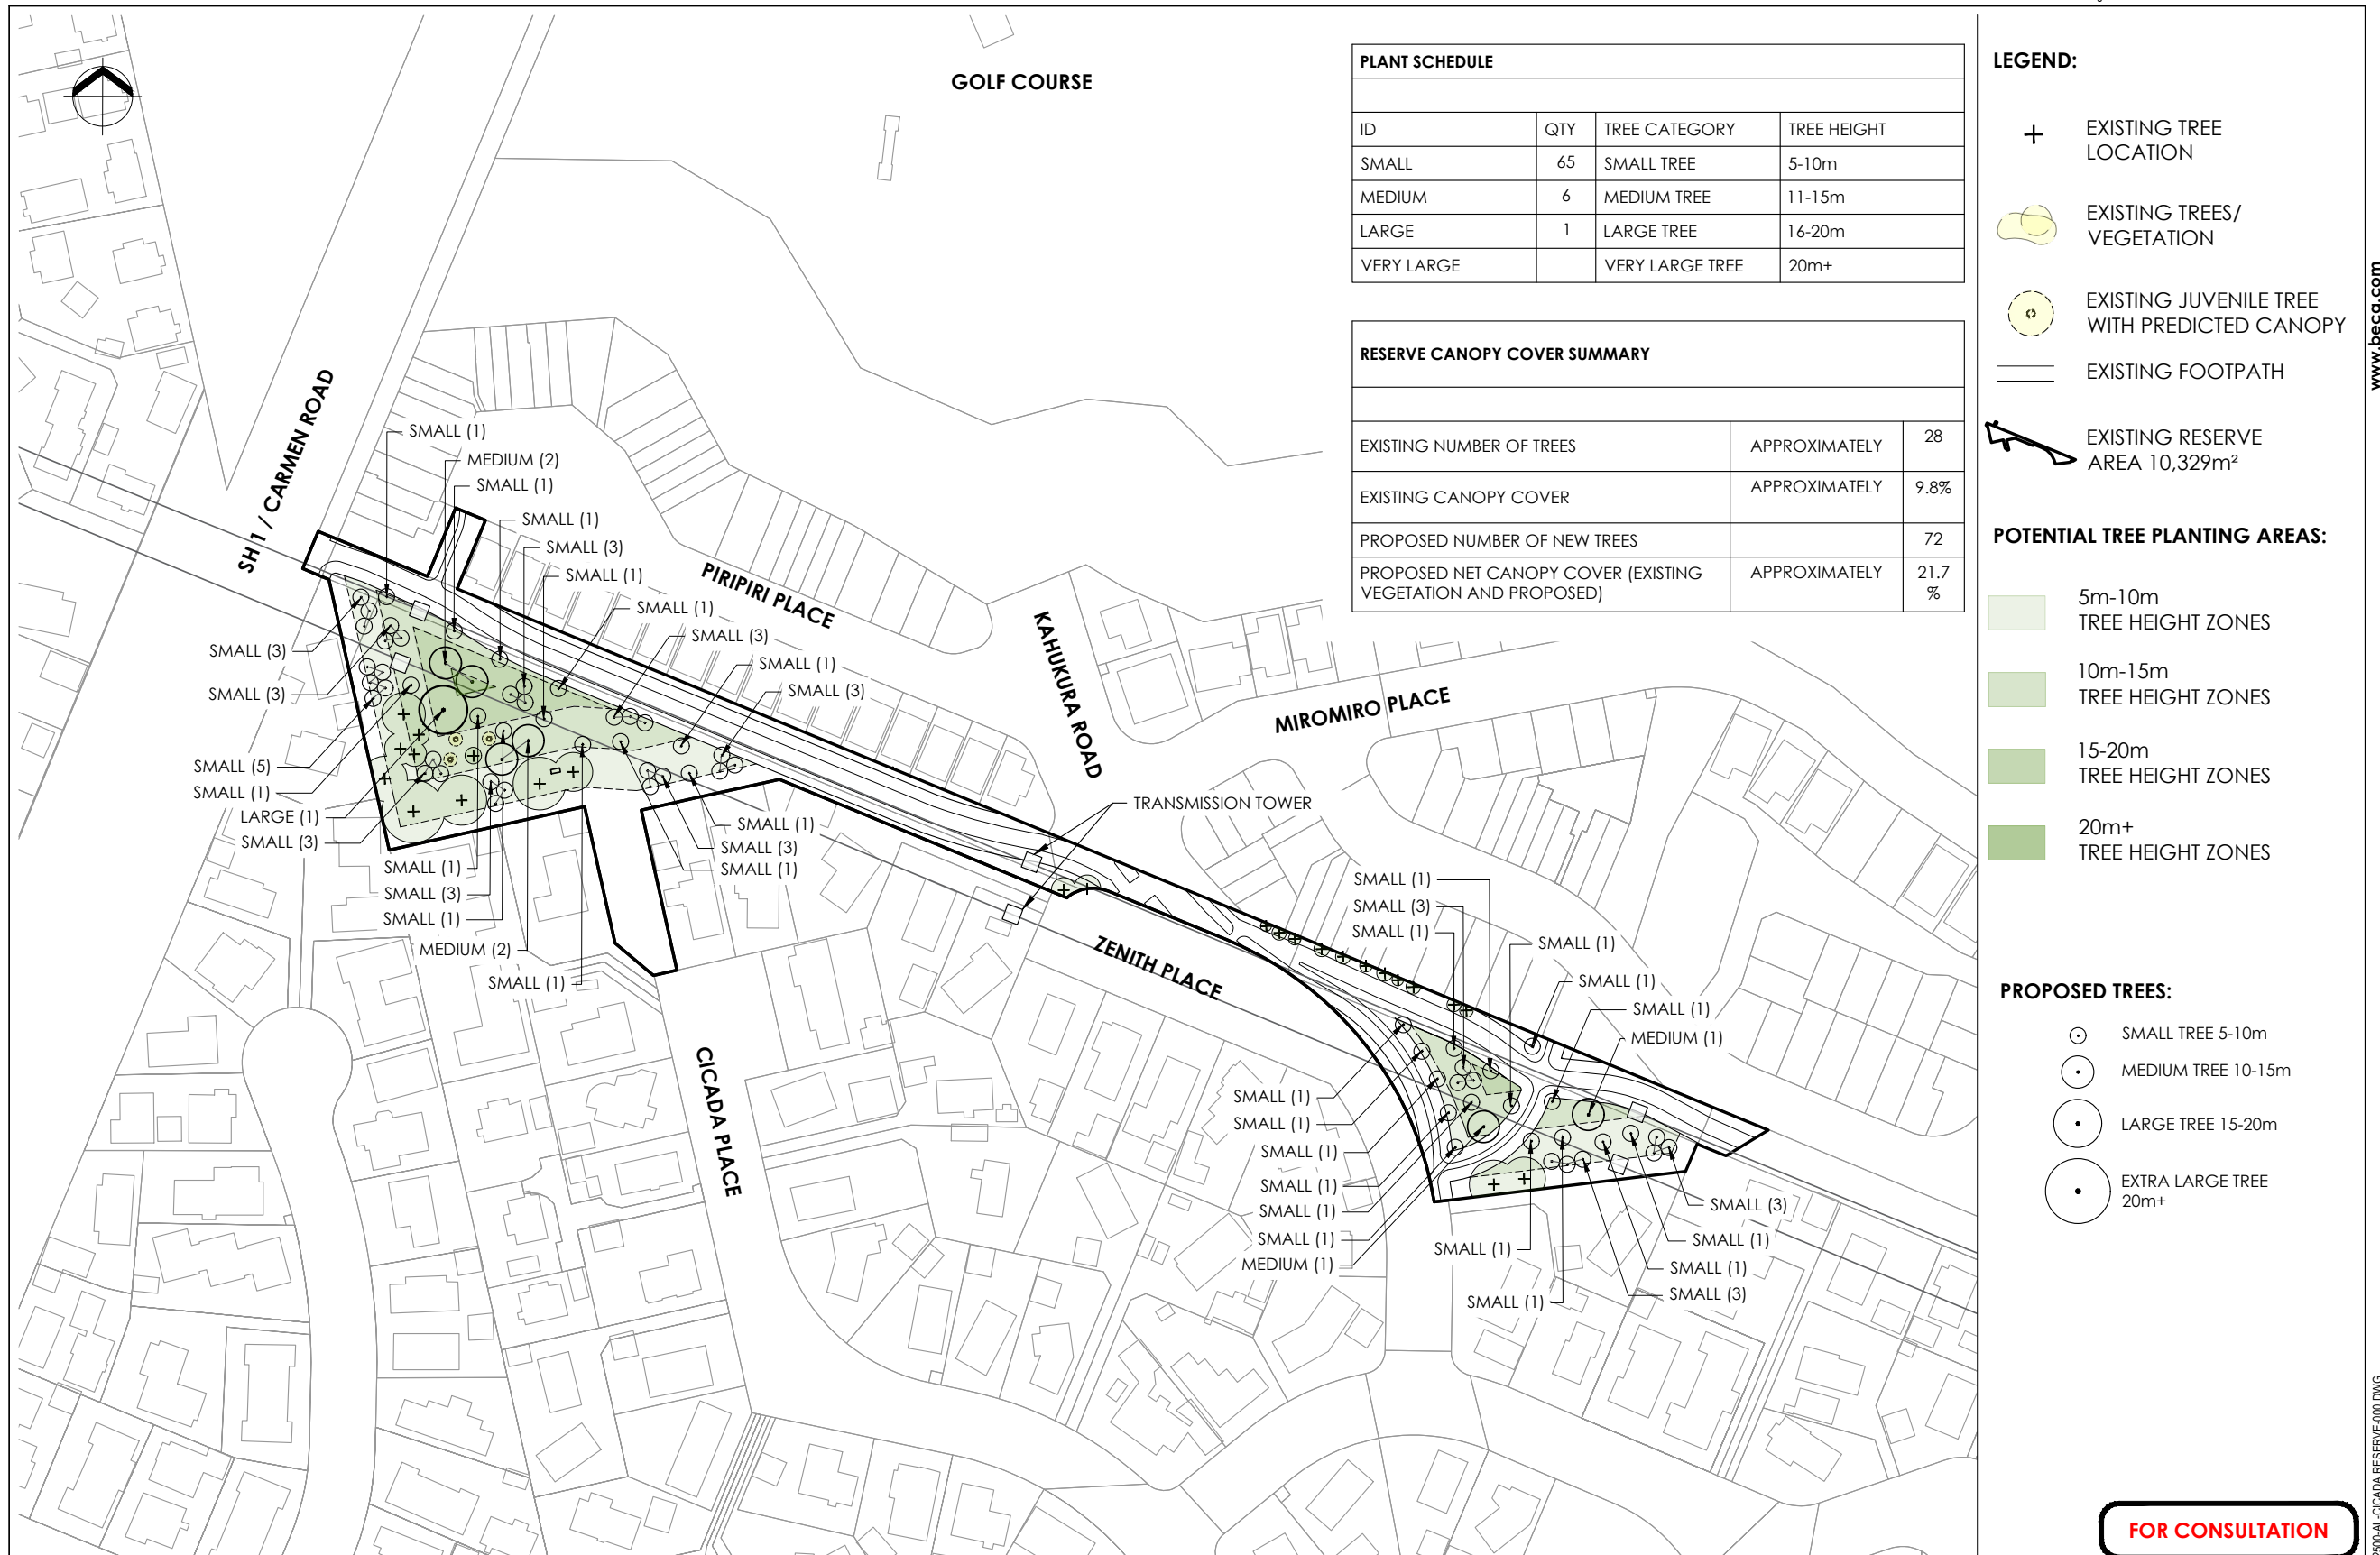 GOLF COURSE
PLANT SCHEDULE
ID QTY TREE CATEGORY TREE HEIGHT
SMALL 65 SMALL TREE 5-10m
MEDIUM 6 MEDIUM TREE 11-15m
LARGE 1 LARGE TREE 16-20m
VERY LARGE VERY LARGE TREE 20m+
RESERVE CANOPY COVER SUMMARY
EXISTING NUMBER OF TREES APPROXIMATELY 28
EXISTING CANOPY COVER APPROXIMATELY 9.8%
PROPOSED NUMBER OF NEW TREES 72
PROPOSED NET CANOPY COVER (EXISTING VEGETATION AND PROPOSED) APPROXIMATELY 21.7 %
SH 1 / CARMEN ROAD
SMALL (1)
MEDIUM (2)
SMALL (1)
SMALL (1)
SMALL (3)
SMALL (1)
SMALL (1)
SMALL (3)
SMALL (1)
SMALL (3)
PIRIPIRI PLACE
KAHUKURA ROAD
MIROMIRO PLACE
SMALL (3)
SMALL (3)
SMALL (5)
SMALL (1)
LARGE (1)
SMALL (3)
SMALL (1)
SMALL (3)
SMALL (1)
MEDIUM (2)
SMALL (1)
SMALL (1)
SMALL (3)
SMALL (1)
TRANSMISSION TOWER
ZENITH PLACE
CICADA PLACE
SMALL (1)
SMALL (3)
SMALL (1)
SMALL (1)
SMALL (1)
SMALL (1)
MEDIUM (1)
SMALL (1)
SMALL (1)
SMALL (1)
SMALL (1)
SMALL (1)
SMALL (1)
MEDIUM (1)
SMALL (1)
SMALL (1)
SMALL (3)
SMALL (1)
SMALL (1)
SMALL (3)
LEGEND:
EXISTING TREE
LOCATION
EXISTING TREES/
VEGETATION
EXISTING JUVENILE TREE
WITH PREDICTED CANOPY
EXISTING FOOTPATH
EXISTING RESERVE
AREA 10,329m²
POTENTIAL TREE PLANTING AREAS:
5m-10m
TREE HEIGHT ZONES
10m-15m
TREE HEIGHT ZONES
15-20m
TREE HEIGHT ZONES
20m+
TREE HEIGHT ZONES
PROPOSED TREES:
SMALL TREE 5-10m
MEDIUM TREE 10-15m
LARGE TREE 15-20m
EXTRA LARGE TREE
20m+
FOR CONSULTATION
www.beca.com